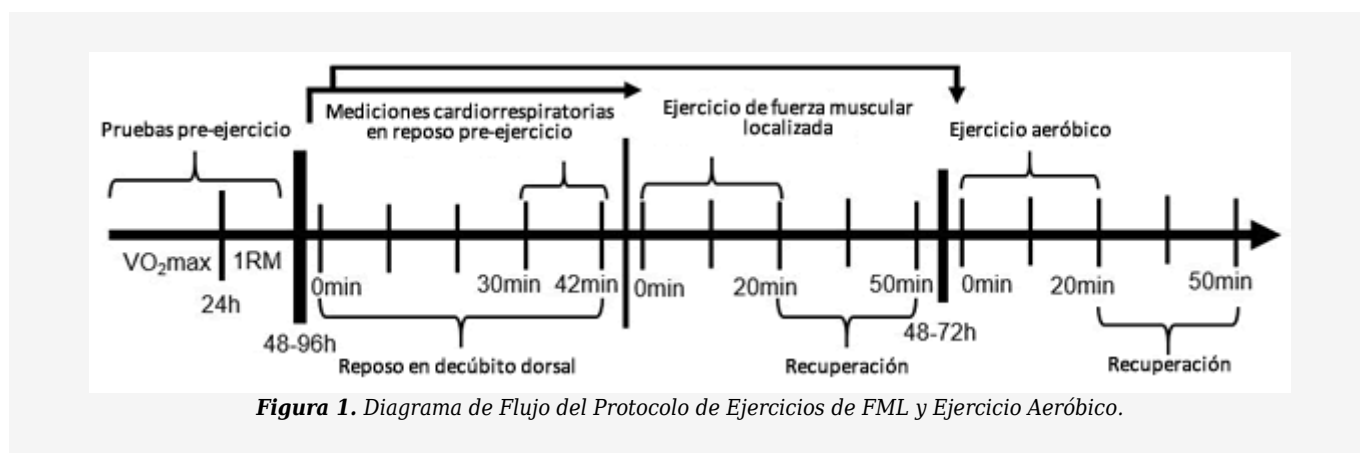 Mediciones cardiorrespiratorias
en reposo pre-ejercicio
Ejercicio de fuerza muscular
localizada
Pruebas pre-ejercicio
Ejercicio aeróbico
VO₂max
1RM
24h
48-96h
0min
30min
42min
0min
20min
50min
48-72h
0min
20min
50min
Reposo en decúbito dorsal
Recuperación
Recuperación
Figura 1. Diagrama de Flujo del Protocolo de Ejercicios de FML y Ejercicio Aeróbico.